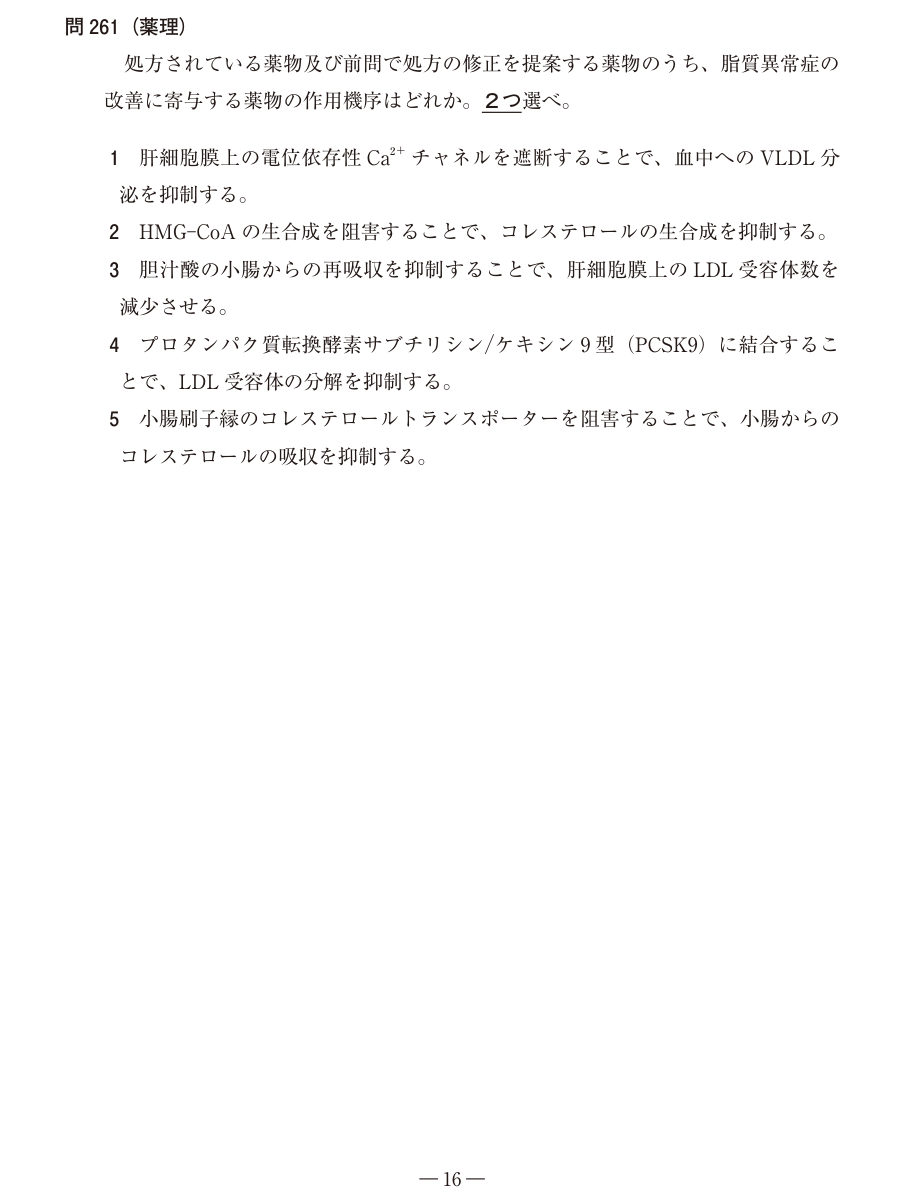 問 261（薬理）
処方されている薬物及び前問で処方の修正を提案する薬物のうち、脂質異常症の
改善に寄与する薬物の作用機序はどれか。２つ選べ。
1 肝細胞膜上の電位依存性 Ca²⁺ チャネルを遮断することで、血中への VLDL 分
泌を抑制する。
2 HMG-CoA の生合成を阻害することで、コレステロールの生合成を抑制する。
3 胆汁酸の小腸からの再吸収を抑制することで、肝細胞膜上の LDL 受容体数を
減少させる。
4 プロタンパク質転換酵素サブチリシン/ケキシン 9 型（PCSK9）に結合するこ
とで、LDL 受容体の分解を抑制する。
5 小腸刷子縁のコレステロールトランスポーターを阻害することで、小腸からの
コレステロールの吸収を抑制する。
― 16 ―